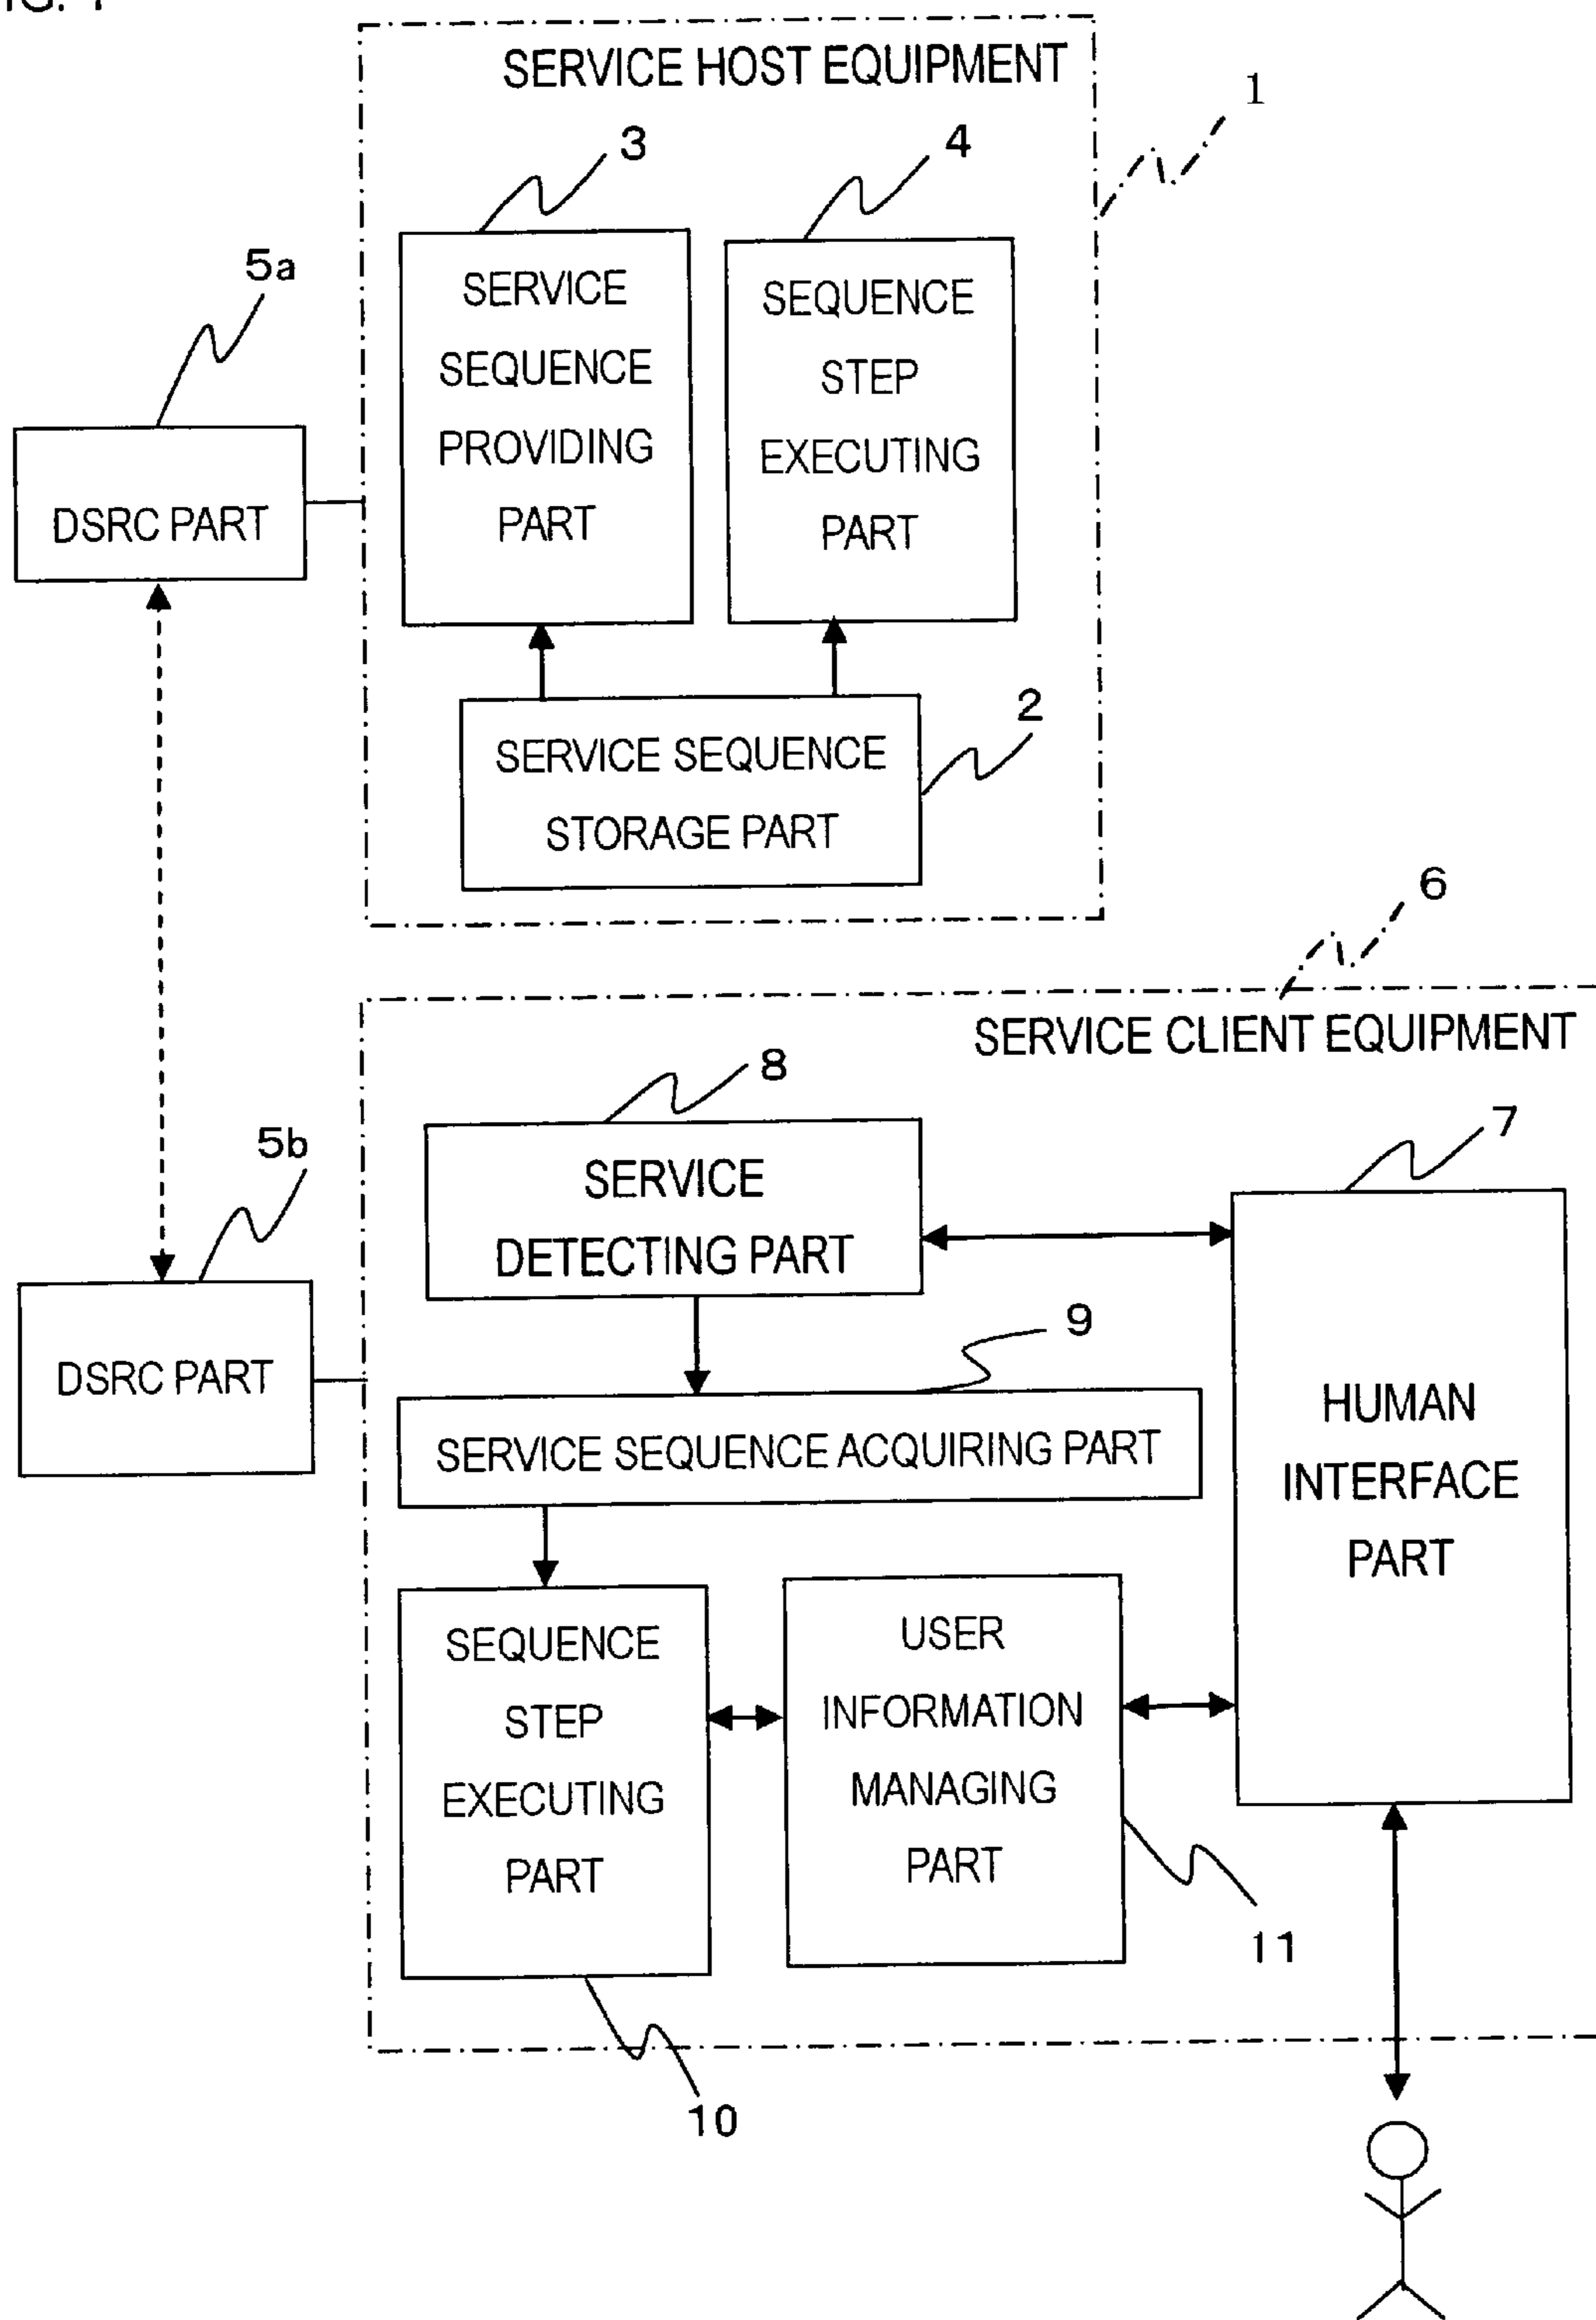 SERVICE HOST EQUIPMENT
1
3
4
5a
SERVICE
SEQUENCE
PROVIDING
PART
SEQUENCE
STEP
EXECUTING
PART
DSRC PART
2
SERVICE SEQUENCE
STORAGE PART
6
SERVICE CLIENT EQUIPMENT
8
7
5b
SERVICE
DETECTING PART
9
DSRC PART
SERVICE SEQUENCE ACQUIRING PART
HUMAN
INTERFACE
PART
SEQUENCE
STEP
EXECUTING
PART
USER
INFORMATION
MANAGING
PART
11
10